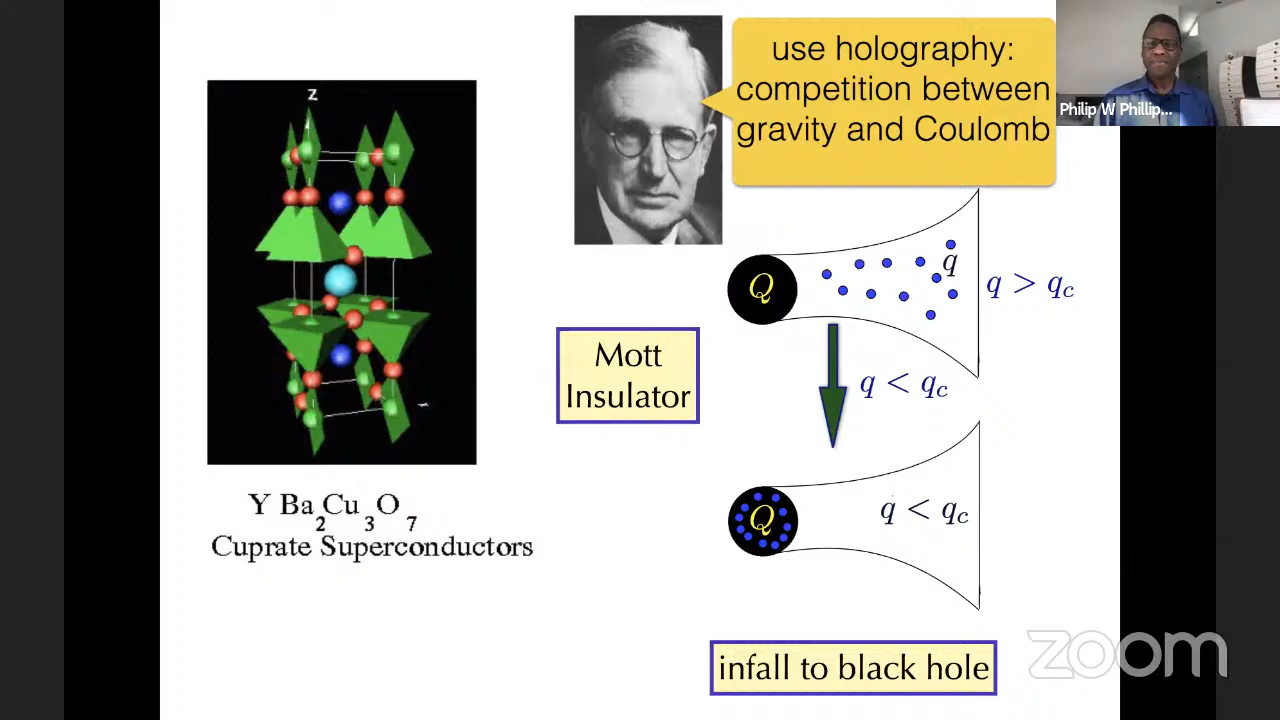 use holography:
competition between
gravity and Coulomb
Philip W Phillip...
z
Q
q
q > q_c
Mott
Insulator
q < q_c
Q
q < q_c
Y Ba₂Cu₃O₇
Cuprate Superconductors
infall to black hole
zoom